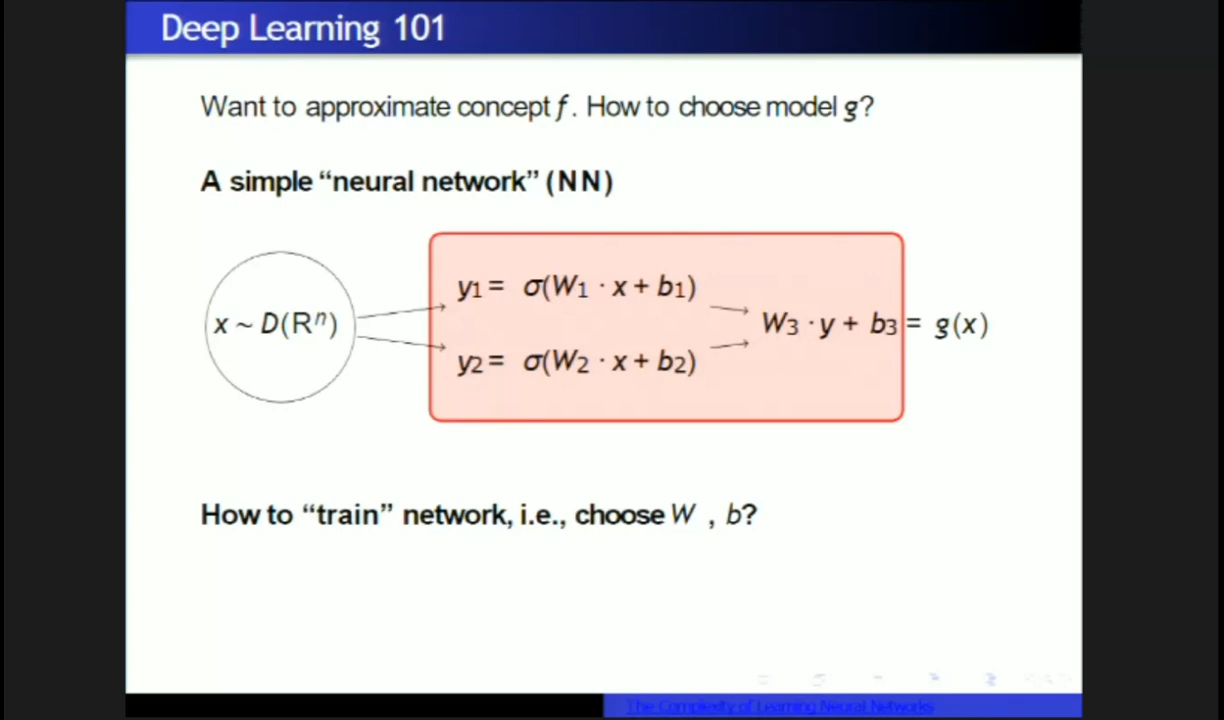 Deep Learning 101
Want to approximate concept f. How to choose model g?
A simple “neural network” (NN)
x ~ D(Rⁿ)
y1 = σ(W1 · x + b1)
y2 = σ(W2 · x + b2)
W3 · y + b3 = g(x)
How to “train” network, i.e., choose W , b?
The Complexity of Learning Neural Networks